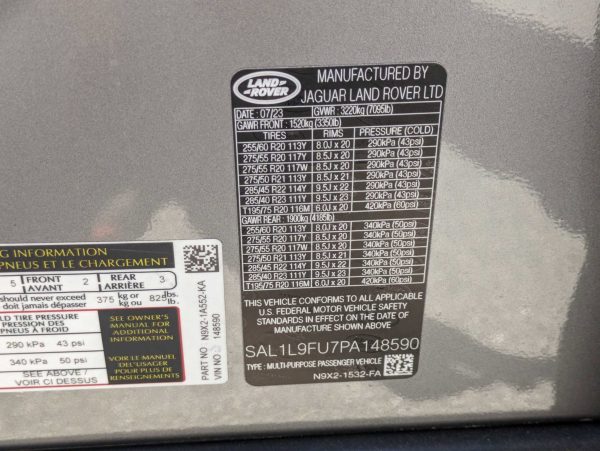 LAND
ROVER
MANUFACTURED BY
JAGUAR LAND ROVER LTD
DATE : 07/23 GVWR : 3220kg (7095lb)
GAWR FRONT : 1520kg (3350lb)
TIRES RIMS PRESSURE (COLD)
255/60 R20 113Y 8.0J x 20 290kPa (43psi)
275/55 R20 117Y 8.0J x 20 290kPa (43psi)
275/55 R20 117W 8.0J x 20 290kPa (43psi)
275/50 R21 113Y 8.5J x 21 290kPa (43psi)
285/45 R22 114Y 9.5J x 22 290kPa (43psi)
285/40 R23 111Y 9.5J x 23 290kPa (43psi)
T195/75 R20 116M 6.0J x 20 420kPa (60psi)
GAWR REAR : 1900kg (4185lb)
255/60 R20 113Y 8.0J x 20 340kPa (50psi)
275/55 R20 117Y 8.0J x 20 340kPa (50psi)
275/55 R20 117W 8.0J x 20 340kPa (50psi)
275/50 R21 113Y 8.5J x 21 340kPa (50psi)
285/45 R22 114Y 9.5J x 22 340kPa (50psi)
285/40 R23 111Y 9.5J x 23 340kPa (50psi)
T195/75 R20 116M 6.0J x 20 420kPa (60psi)
THIS VEHICLE CONFORMS TO ALL APPLICABLE
U.S. FEDERAL MOTOR VEHICLE SAFETY
STANDARDS IN EFFECT ON THE DATE OF
MANUFACTURE SHOWN ABOVE.
SAL1L9FU7PA148590
TYPE : MULTI-PURPOSE PASSENGER VEHICLE
N9X2-1532-FA
NG INFORMATION
PNEUS ET LE CHARGEMENT
5 FRONT AVANT 2 REAR ARRIÈRE 3
should never exceed
doit jamais dépasser
375 kg or kg ou 825 lbs. lb.
LD TIRE PRESSURE
PRESSION DES
PNEUS À FROID
290 kPa 43 psi
340 kPa 50 psi
SEE ABOVE /
VOIR CI DESSUS
SEE OWNER'S
MANUAL FOR
ADDITIONAL
INFORMATION
VOIR LE MANUEL
DE L'USAGER
POUR PLUS DE
RENSEIGNEMENTS
PART NO N9X2-1A552-KA
VIN NO 148590